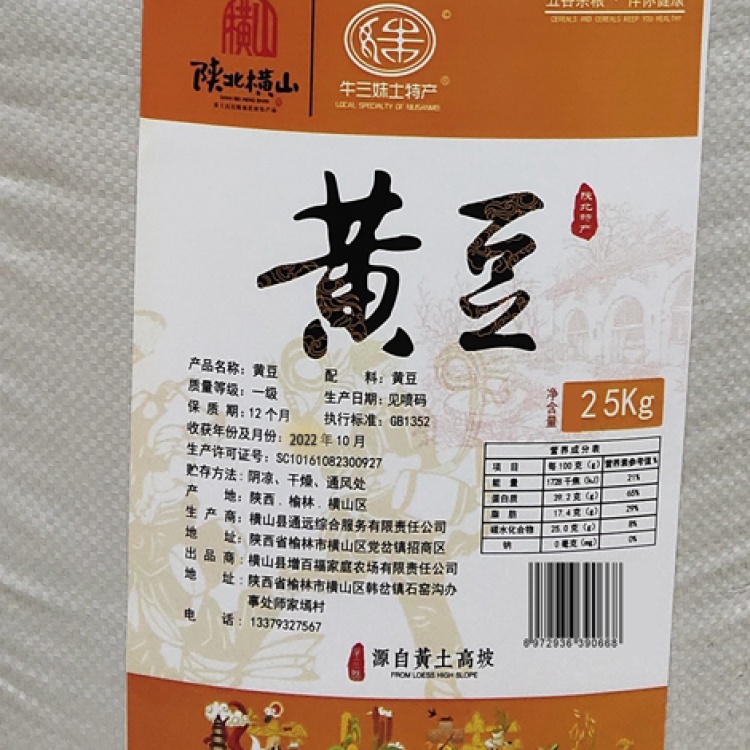 横山
陕北横山
牛三妹土特产
LOCAL SPECIALTY OF NIUSANMEI
五谷杂粮·伴你健康
CEREALS AND CEREALS KEEP YOU HEALTHY
黄豆
陕北特产
产品名称：黄豆
配 料：黄豆
质量等级：一级
生产日期：见喷码
保 质 期：12个月
执行标准：GB1352
净含量 25Kg
收获年份及月份：2022年10月
生产许可证号：SC10161082300927
贮存方法：阴凉、干燥、通风处
产 地：陕西．榆林．横山区
生 产 商：横山县通远综合服务有限责任公司
地 址：陕西省榆林市横山区党岔镇招商区
出 品 商：横山县增百福家庭农场有限责任公司
地 址：陕西省榆林市横山区韩岔镇石窑沟办
事处师家墕村
电 话：13379327567
营养成分表
项 目 每100克（g） 营养素参考值%
能 量 1728千焦（kJ） 21%
蛋白质 39.2克（g） 65%
脂 肪 17.4克（g） 29%
碳水化合物 25.0克（g） 8%
钠 0毫克（mg） 0%
6972936390668
源自黄土高坡
FROM LOESS HIGH SLOPE